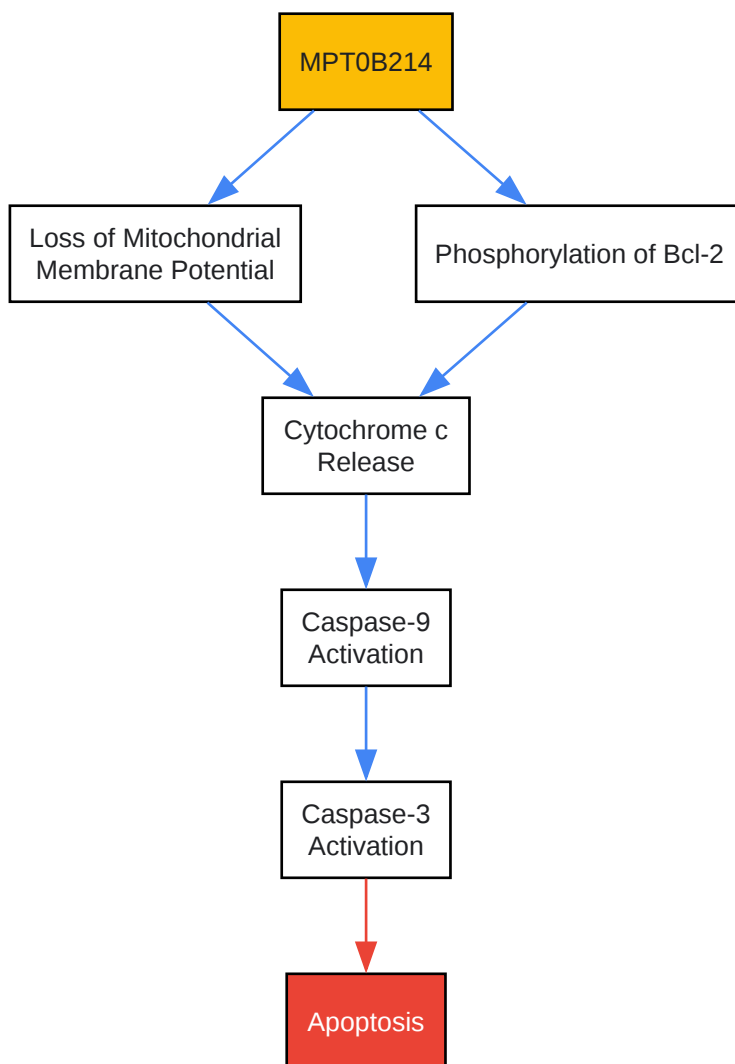 MPT0B214
Loss of Mitochondrial
Membrane Potential
Phosphorylation of Bcl-2
Cytochrome c
Release
Caspase-9
Activation
Caspase-3
Activation
Apoptosis